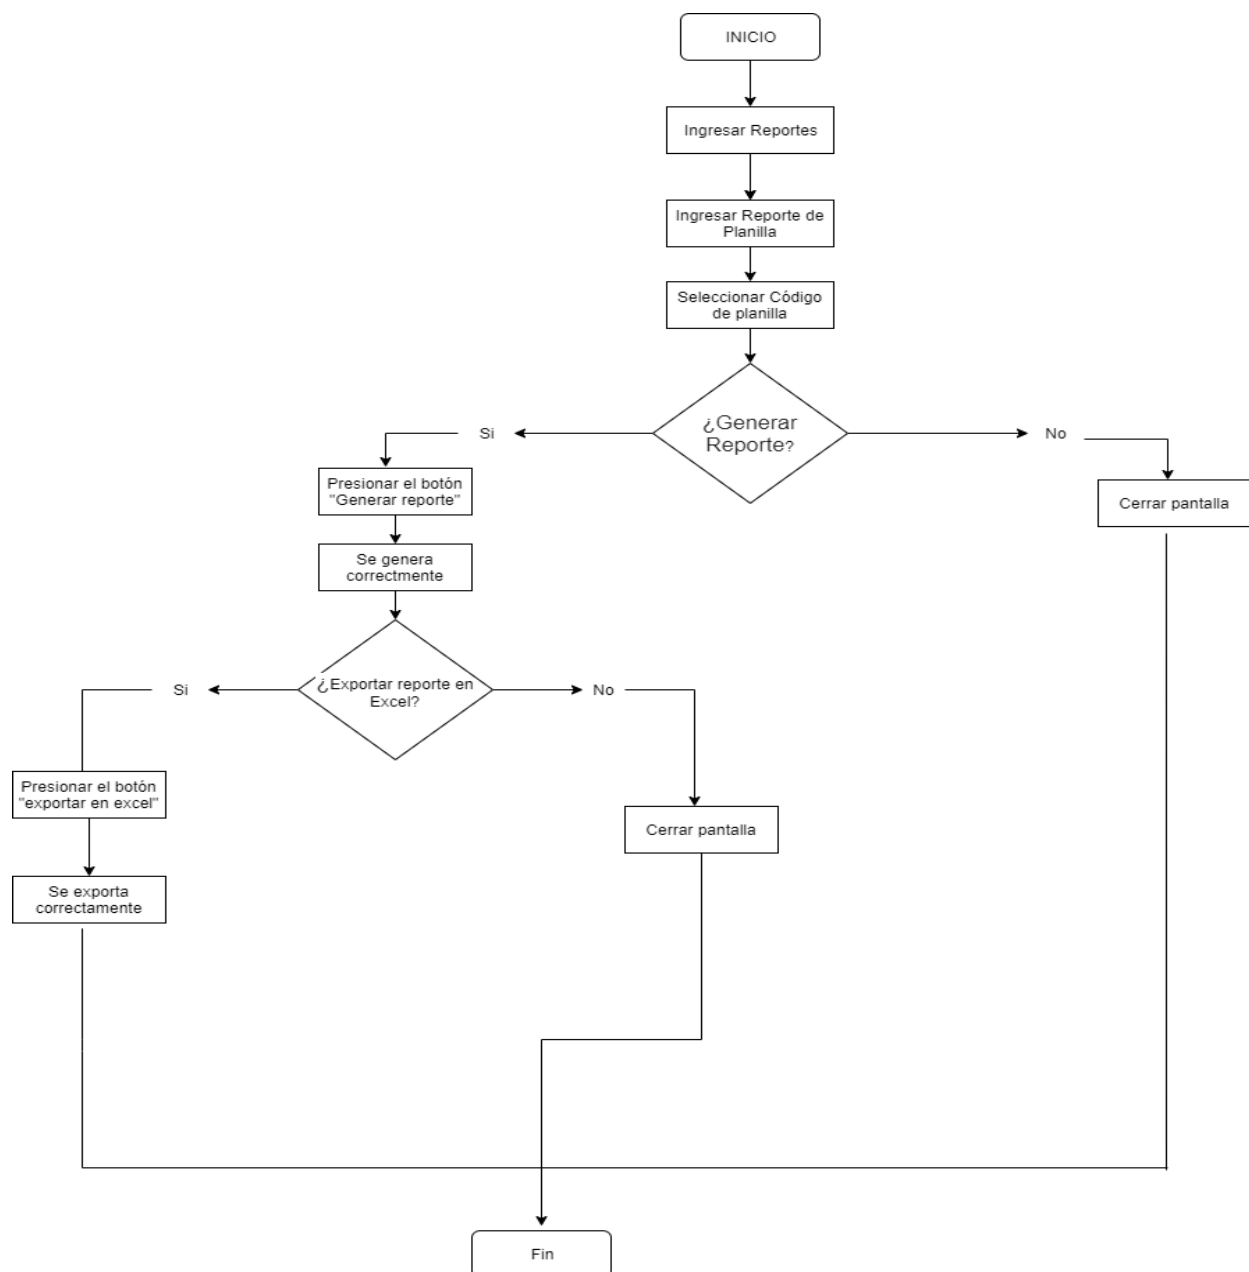 INICIO
Ingresar Reportes
Ingresar Reporte de
Planilla
Seleccionar Código
de planilla
¿Generar
Reporte?
Si
No
Presionar el botón
"Generar reporte"
Cerrar pantalla
Se genera
correctmente
¿Exportar reporte en
Excel?
Si
No
Presionar el botón
"exportar en excel"
Cerrar pantalla
Se exporta
correctamente
Fin